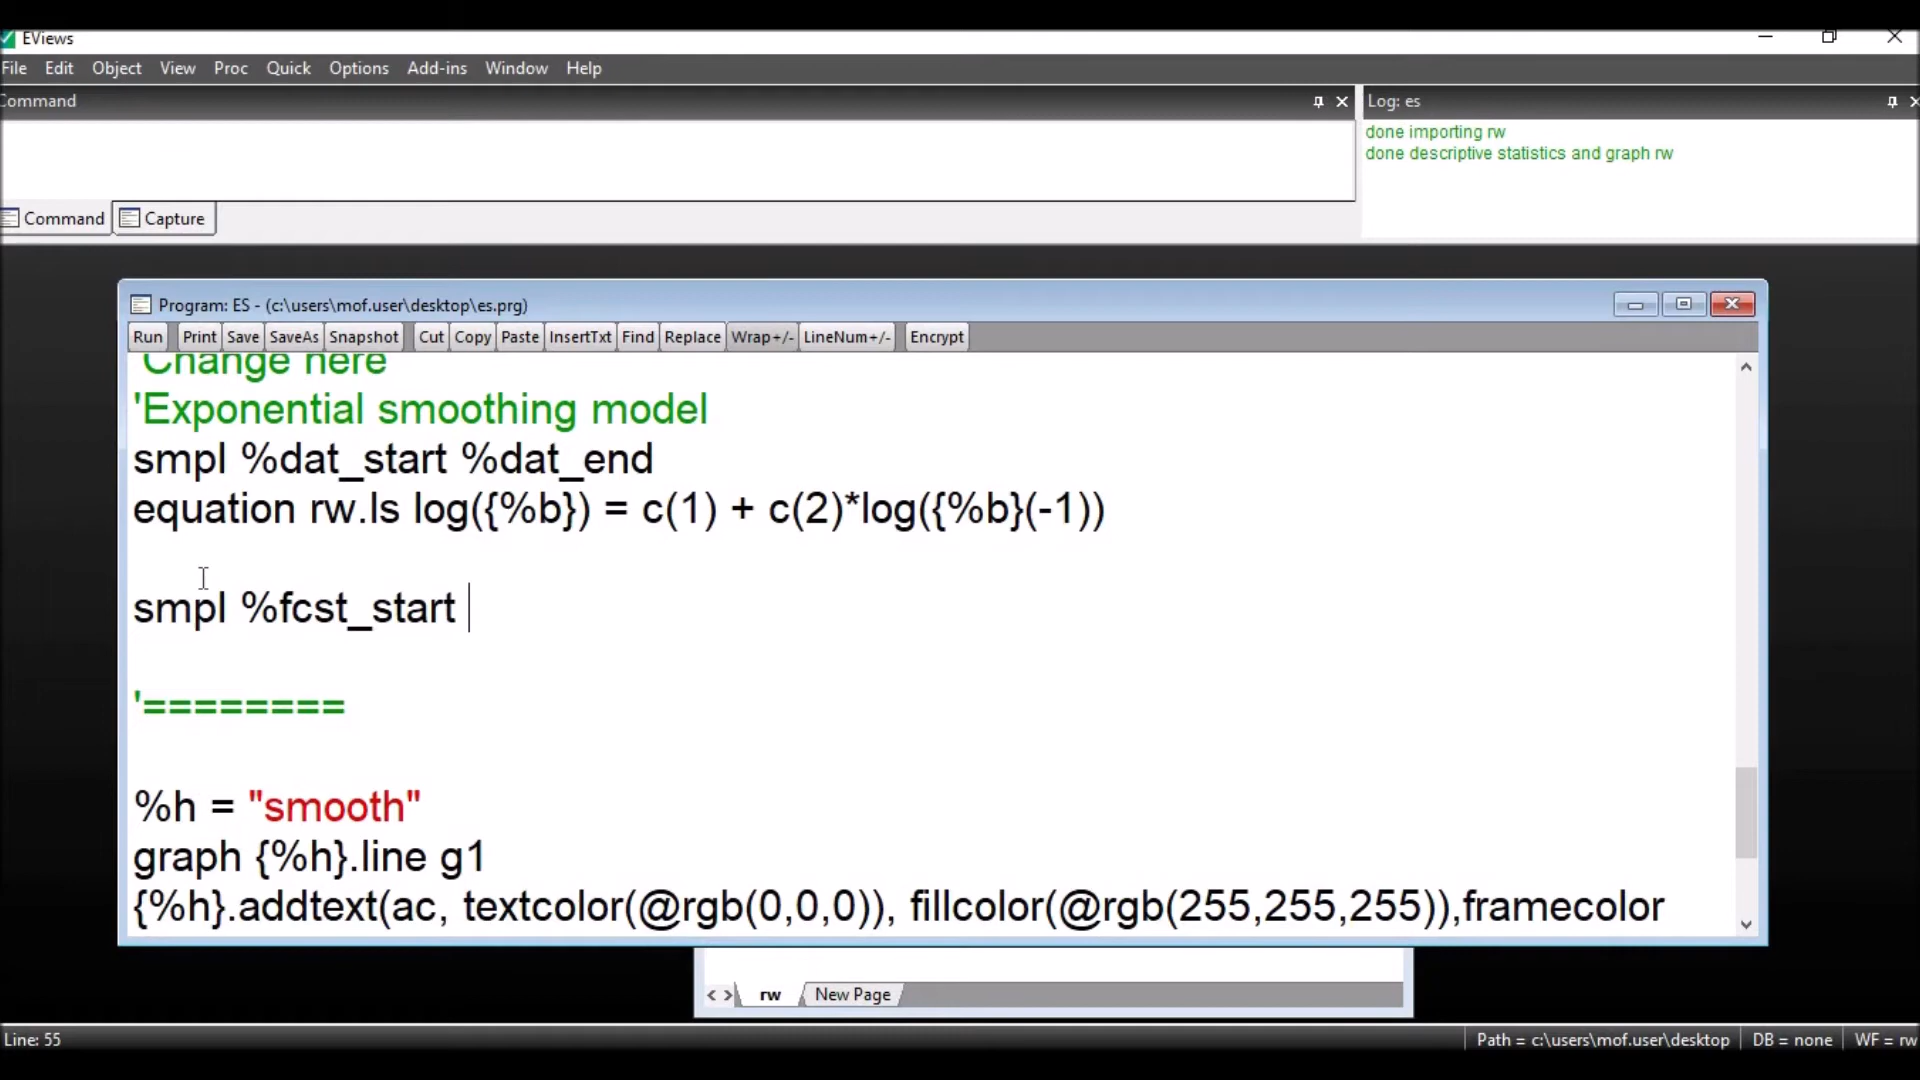 EViews
File Edit Object View Proc Quick Options Add-ins Window Help
Command
Log: es
done importing rw
done descriptive statistics and graph rw
Command Capture
Program: ES - (c:\users\mof.user\desktop\es.prg)
Run Print Save SaveAs Snapshot Cut Copy Paste InsertTxt Find Replace Wrap+/- LineNum+/- Encrypt
'Change here
'Exponential smoothing model
smpl %dat_start %dat_end
equation rw.ls log({%b}) = c(1) + c(2)*log({%b}(-1))
smpl %fcst_start
'========
%h = "smooth"
graph {%h}.line g1
{%h}.addtext(ac, textcolor(@rgb(0,0,0)), fillcolor(@rgb(255,255,255)),framecolor
rw New Page
Line: 55
Path = c:\users\mof.user\desktop DB = none WF = rw